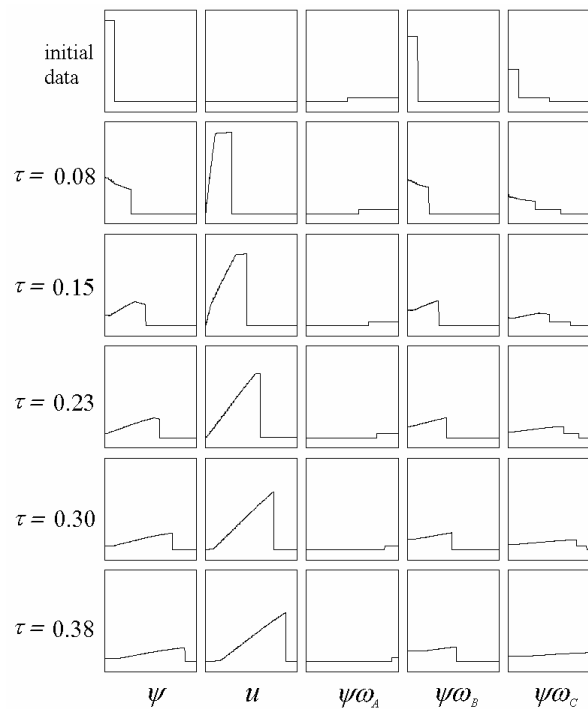 initial
data
τ = 0.08
τ = 0.15
τ = 0.23
τ = 0.30
τ = 0.38
ψ u ψω_A ψω_B ψω_C